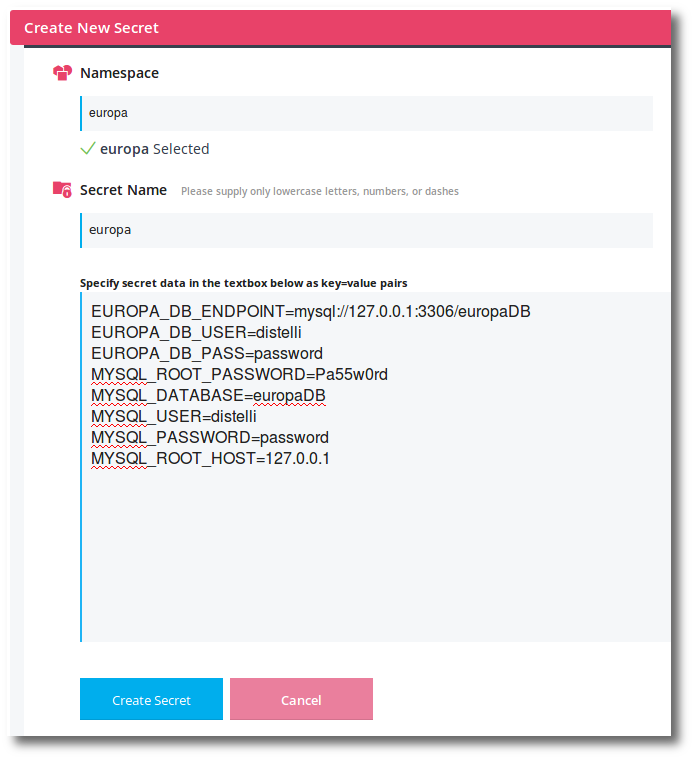 Create New Secret
Namespace
europa
europa Selected
Secret Name Please supply only lowercase letters, numbers, or dashes
europa
Specify secret data in the textbox below as key=value pairs
EUROPA_DB_ENDPOINT=mysql://127.0.0.1:3306/europaDB
EUROPA_DB_USER=distelli
EUROPA_DB_PASS=password
MYSQL_ROOT_PASSWORD=Pa55w0rd
MYSQL_DATABASE=europaDB
MYSQL_USER=distelli
MYSQL_PASSWORD=password
MYSQL_ROOT_HOST=127.0.0.1
Create Secret Cancel